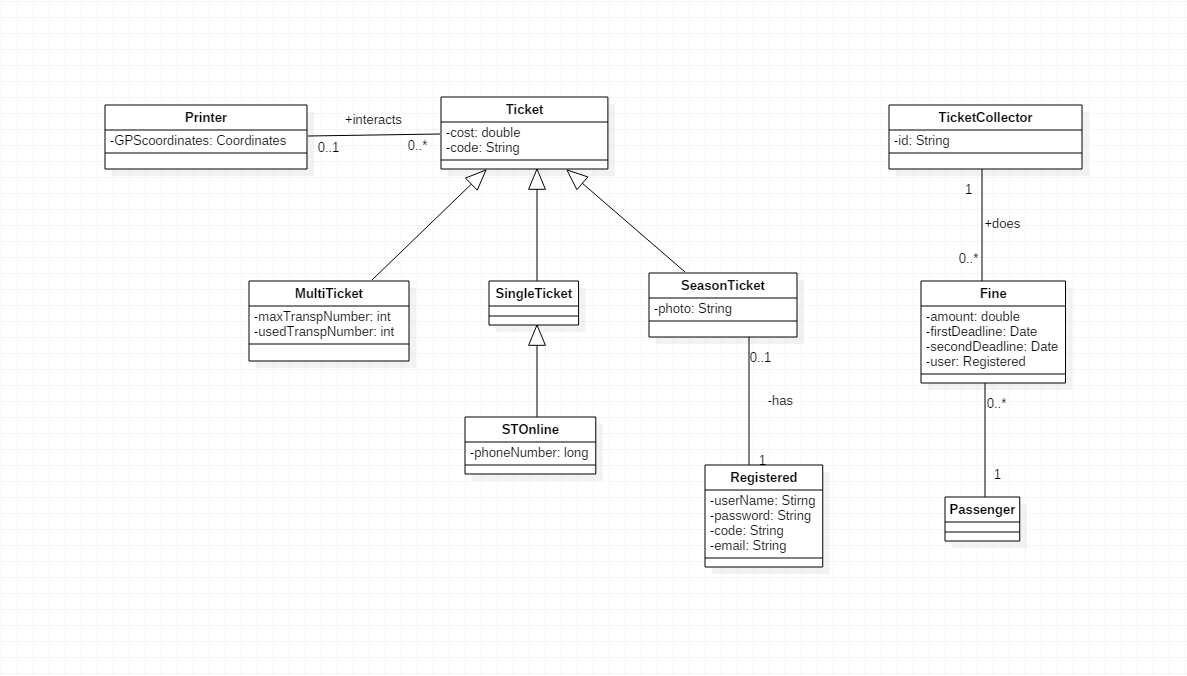 Printer
-GPScoordinates: Coordinates
+interacts
0..1
0..*
Ticket
-cost: double
-code: String
TicketCollector
-id: String
1
+does
0..*
MultiTicket
-maxTranspNumber: int
-usedTranspNumber: int
SingleTicket
SeasonTicket
-photo: String
Fine
-amount: double
-firstDeadline: Date
-secondDeadline: Date
-user: Registered
0..1
-has
1
0..*
1
STOnline
-phoneNumber: long
Registered
-userName: Stirng
-password: String
-code: String
-email: String
Passenger